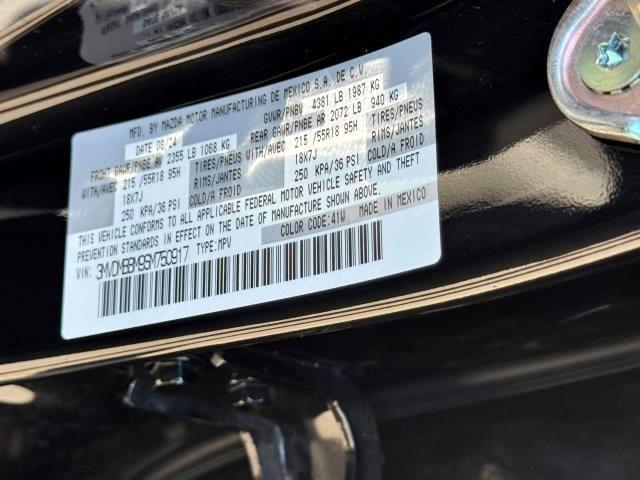 MFD. BY MAZDA MOTOR MANUFACTURING DE MEXICO S.A. DE C.V.
DATE 08/24 GVWR/PNBV 4381 LB 1987 KG
FRONT GAWR/PNBE AV 2355 LB 1068 KG REAR GAWR/PNBE AR 2072 LB 940 KG
WITH/AVEC 215 /55R18 95H TIRES/PNEUS WITH/AVEC 215 /55R18 95H TIRES/PNEUS
18X7J RIMS/JANTES 18X7J RIMS/JANTES
250 KPA/36 PSI COLD/A FROID 250 KPA/36 PSI COLD/A FROID
THIS VEHICLE CONFORMS TO ALL APPLICABLE FEDERAL MOTOR VEHICLE SAFETY AND THEFT
PREVENTION STANDARDS IN EFFECT ON THE DATE OF MANUFACTURE SHOWN ABOVE.
VIN: TYPE: MPV COLOR CODE: 41W MADE IN MEXICO